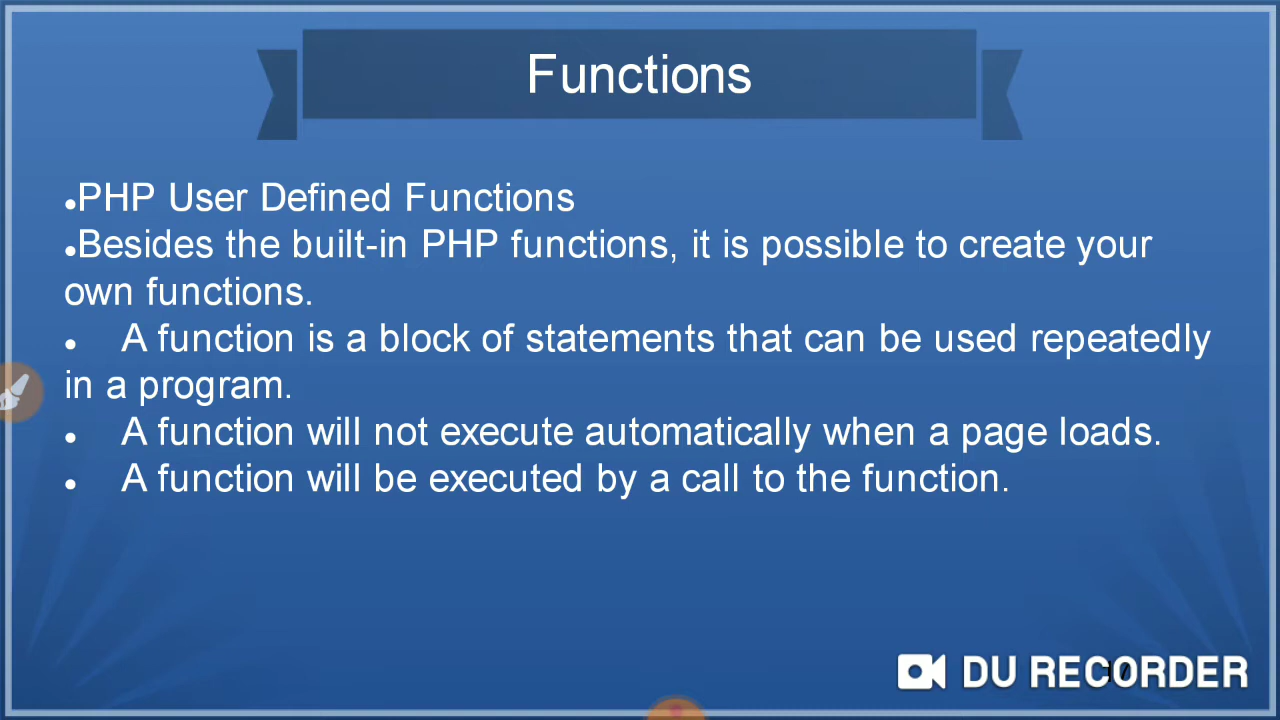 Functions
●PHP User Defined Functions
●Besides the built-in PHP functions, it is possible to create your
own functions.
● A function is a block of statements that can be used repeatedly
in a program.
● A function will not execute automatically when a page loads.
● A function will be executed by a call to the function.
DU RECORDER